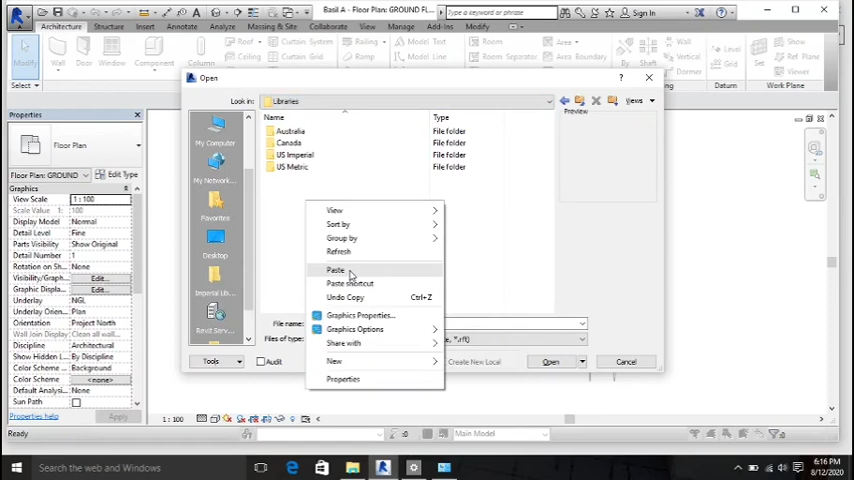 Basil A - Floor Plan: GROUND FL...
Type a keyword or phrase
Sign In
Architecture Structure Insert Annotate Analyze Massing & Site Collaborate View Manage Add-Ins Modify
Modify
Wall Door Window Component Column
Roof Curtain System Railing Model Text Room Area
Ceiling Curtain Grid Ramp Model Line Room Separator Area Boundary
By Face Shaft Wall Vertical Dormer
Level Grid
Set Show Ref Plane Viewer
Select Datum Work Plane
Properties
Floor Plan
Floor Plan: GROUND Edit Type
Graphics
View Scale 1 : 100
Scale Value 1: 100
Display Model Normal
Detail Level Fine
Parts Visibility Show Original
Detail Number 1
Rotation on S... None
Visibility/Graph... Edit...
Graphic Displa... Edit...
Underlay NGL
Underlay Orien... Plan
Orientation Project North
Wall Join Display Clean all wall joins
Discipline Architectural
Show Hidden L... By Discipline
Color Scheme ... Background
Color Scheme <none>
Default Analysi... None
Sun Path
Properties help Apply
Open
Look in: Libraries
Views
Name Type
Preview
Australia File folder
Canada File folder
US Imperial File folder
US Metric File folder
My Computer
My Network...
Favorites
Desktop
Imperial Lib...
Revit Serv...
View
Sort by
Group by
Refresh
Paste
Paste shortcut
Undo Copy Ctrl+Z
Graphics Properties...
Graphics Options
Share with
New
Properties
File name:
Files of type: *.rft)
Tools Audit Create New Local Open Cancel
1 : 100
Ready :0 Main Model :0
Search the web and Windows
6:16 PM
8/12/2020